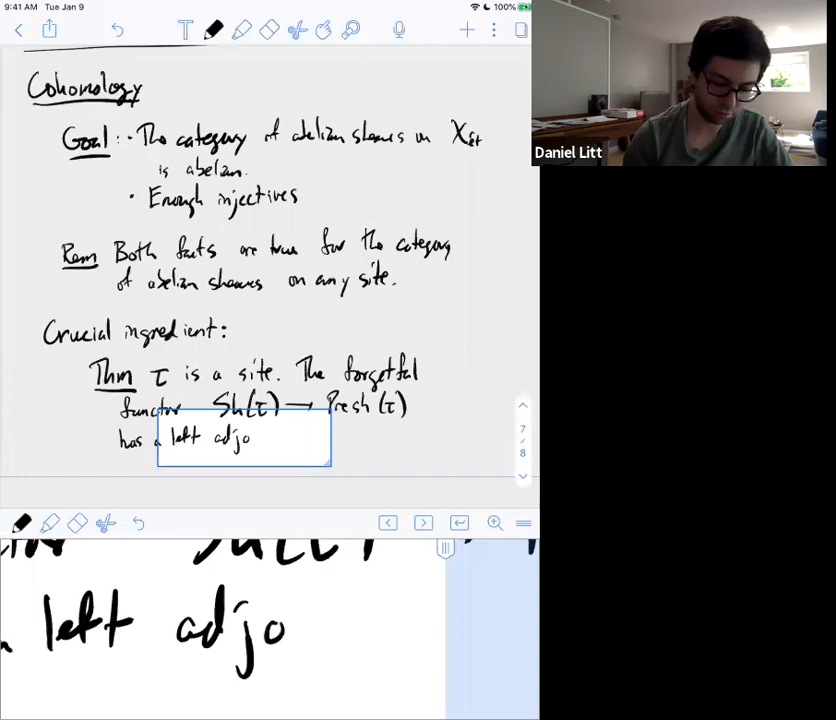 9:41 AM Tue Jan 9
100%
Cohomology
Goal: · The category of abelian sheaves on X_ét
is abelian.
· Enough injectives
Rem Both facts are true for the category
of abelian sheaves on any site.
Crucial ingredient:
Thm τ is a site. The forgetful
functor Sh(τ) → Presh(τ)
has a left adjo
7
/
8
left adjo
Daniel Litt